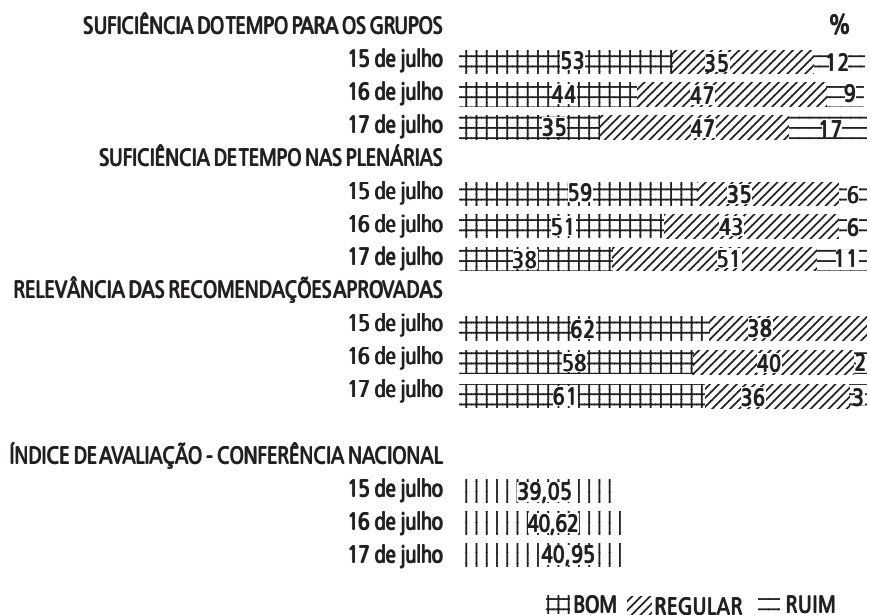 SUFICIÊNCIA DO TEMPO PARA OS GRUPOS %
15 de julho 53 35 12
16 de julho 44 47 9
17 de julho 35 47 17
SUFICIÊNCIA DE TEMPO NAS PLENÁRIAS
15 de julho 59 35 6
16 de julho 51 43 6
17 de julho 38 51 11
RELEVÂNCIA DAS RECOMENDAÇÕES APROVADAS
15 de julho 62 38
16 de julho 58 40 2
17 de julho 61 36 3
ÍNDICE DE AVALIAÇÃO - CONFERÊNCIA NACIONAL
15 de julho 39,05
16 de julho 40,62
17 de julho 40,95
BOM REGULAR RUIM